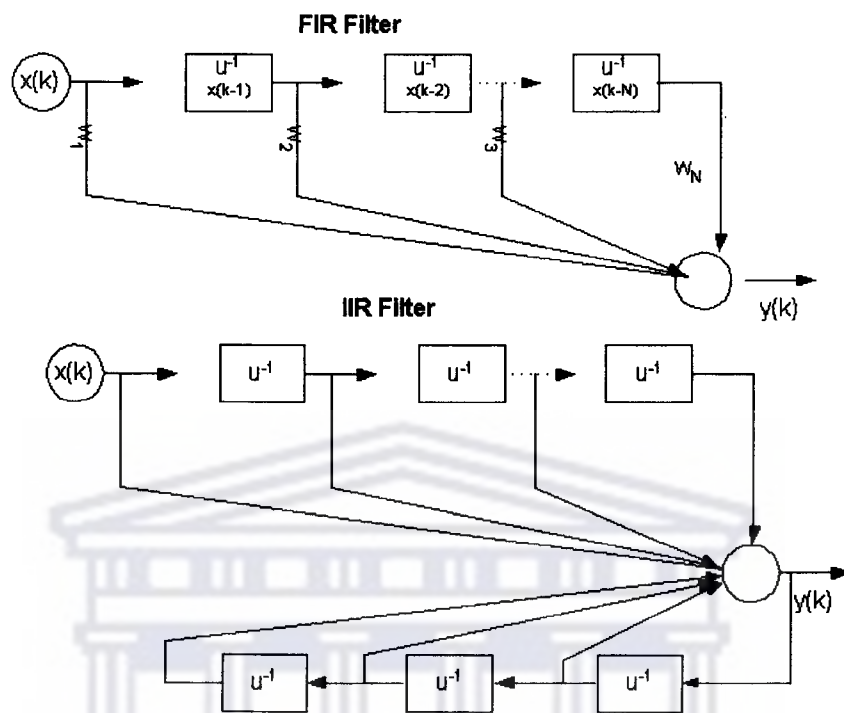 FIR Filter
x(k)
u⁻¹
x(k-1)
u⁻¹
x(k-2)
u⁻¹
x(k-N)
W₁
W₂
W₃
W_N
y(k)
IIR Filter
x(k)
u⁻¹
u⁻¹
u⁻¹
y(k)
u⁻¹
u⁻¹
u⁻¹